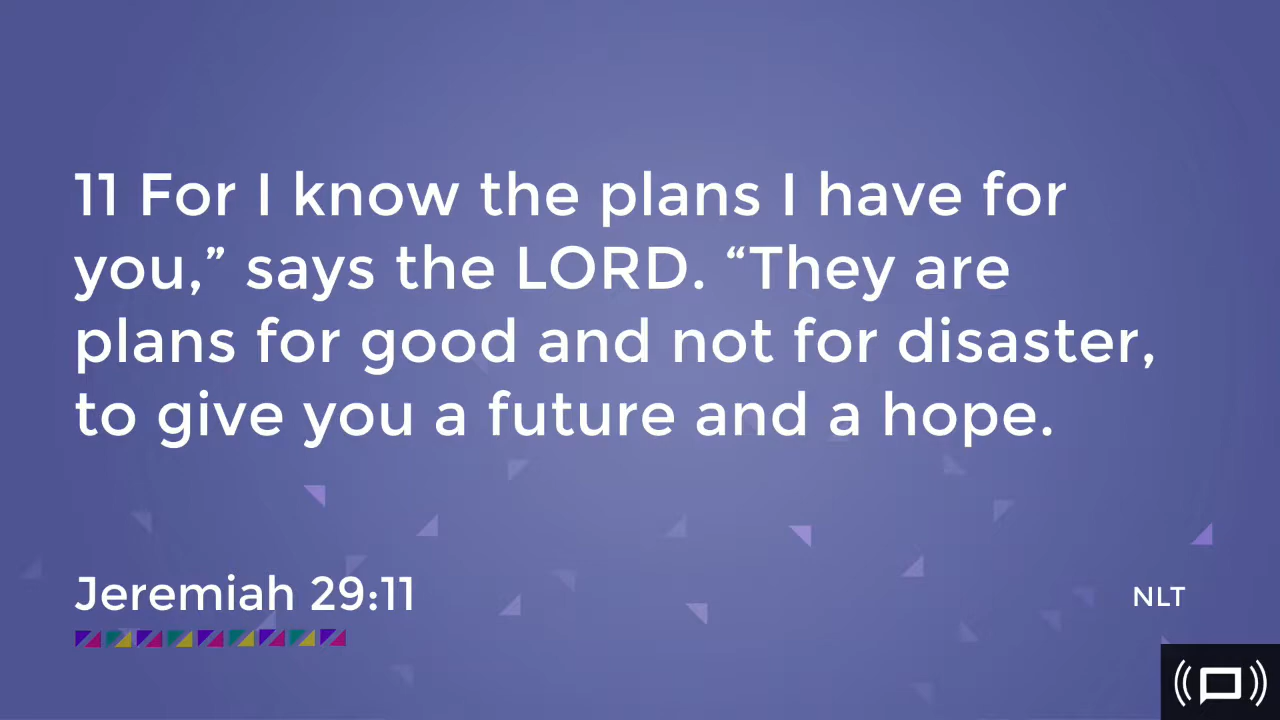 11 For I know the plans I have for
you,” says the LORD. “They are
plans for good and not for disaster,
to give you a future and a hope.
Jeremiah 29:11
NLT